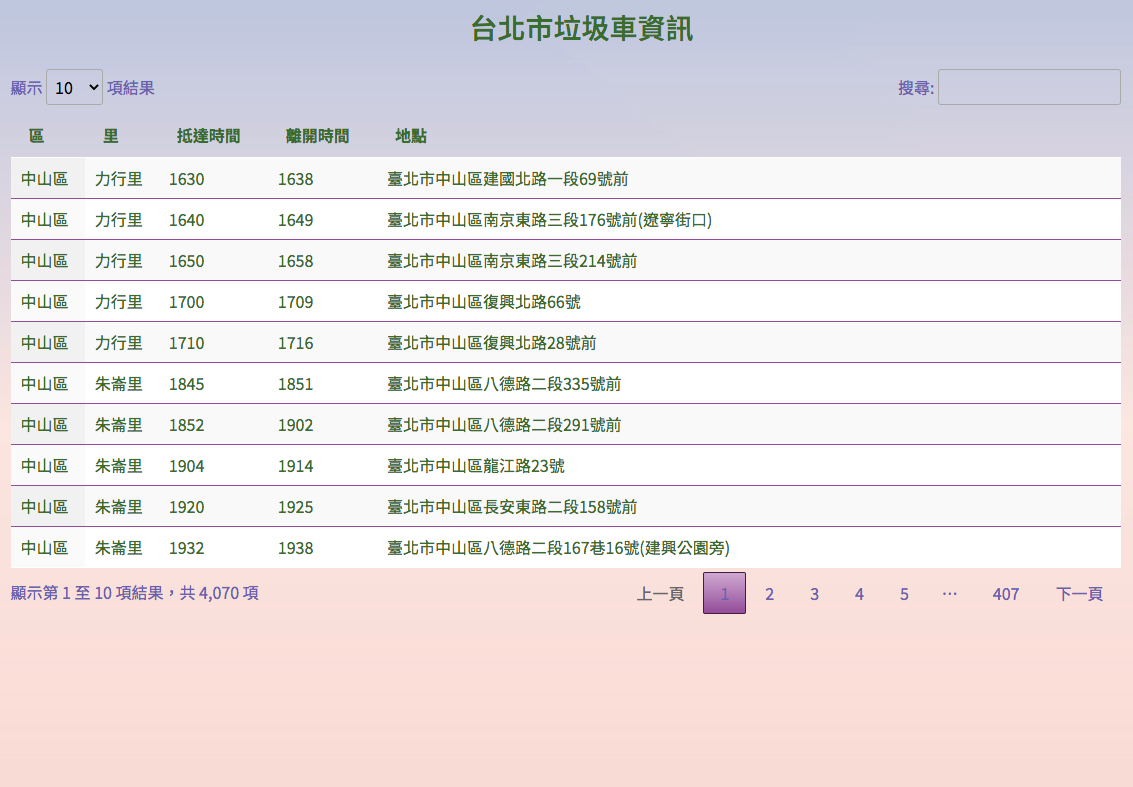 台北市垃圾車資訊
顯示 10 項結果 搜尋:
區 里 抵達時間 離開時間 地點
中山區 力行里 1630 1638 臺北市中山區建國北路一段69號前
中山區 力行里 1640 1649 臺北市中山區南京東路三段176號前(遼寧街口)
中山區 力行里 1650 1658 臺北市中山區南京東路三段214號前
中山區 力行里 1700 1709 臺北市中山區復興北路66號
中山區 力行里 1710 1716 臺北市中山區復興北路28號前
中山區 朱崙里 1845 1851 臺北市中山區八德路二段335號前
中山區 朱崙里 1852 1902 臺北市中山區八德路二段291號前
中山區 朱崙里 1904 1914 臺北市中山區龍江路23號
中山區 朱崙里 1920 1925 臺北市中山區長安東路二段158號前
中山區 朱崙里 1932 1938 臺北市中山區八德路二段167巷16號(建興公園旁)
顯示第 1 至 10 項結果，共 4,070 項 上一頁 1 2 3 4 5 … 407 下一頁